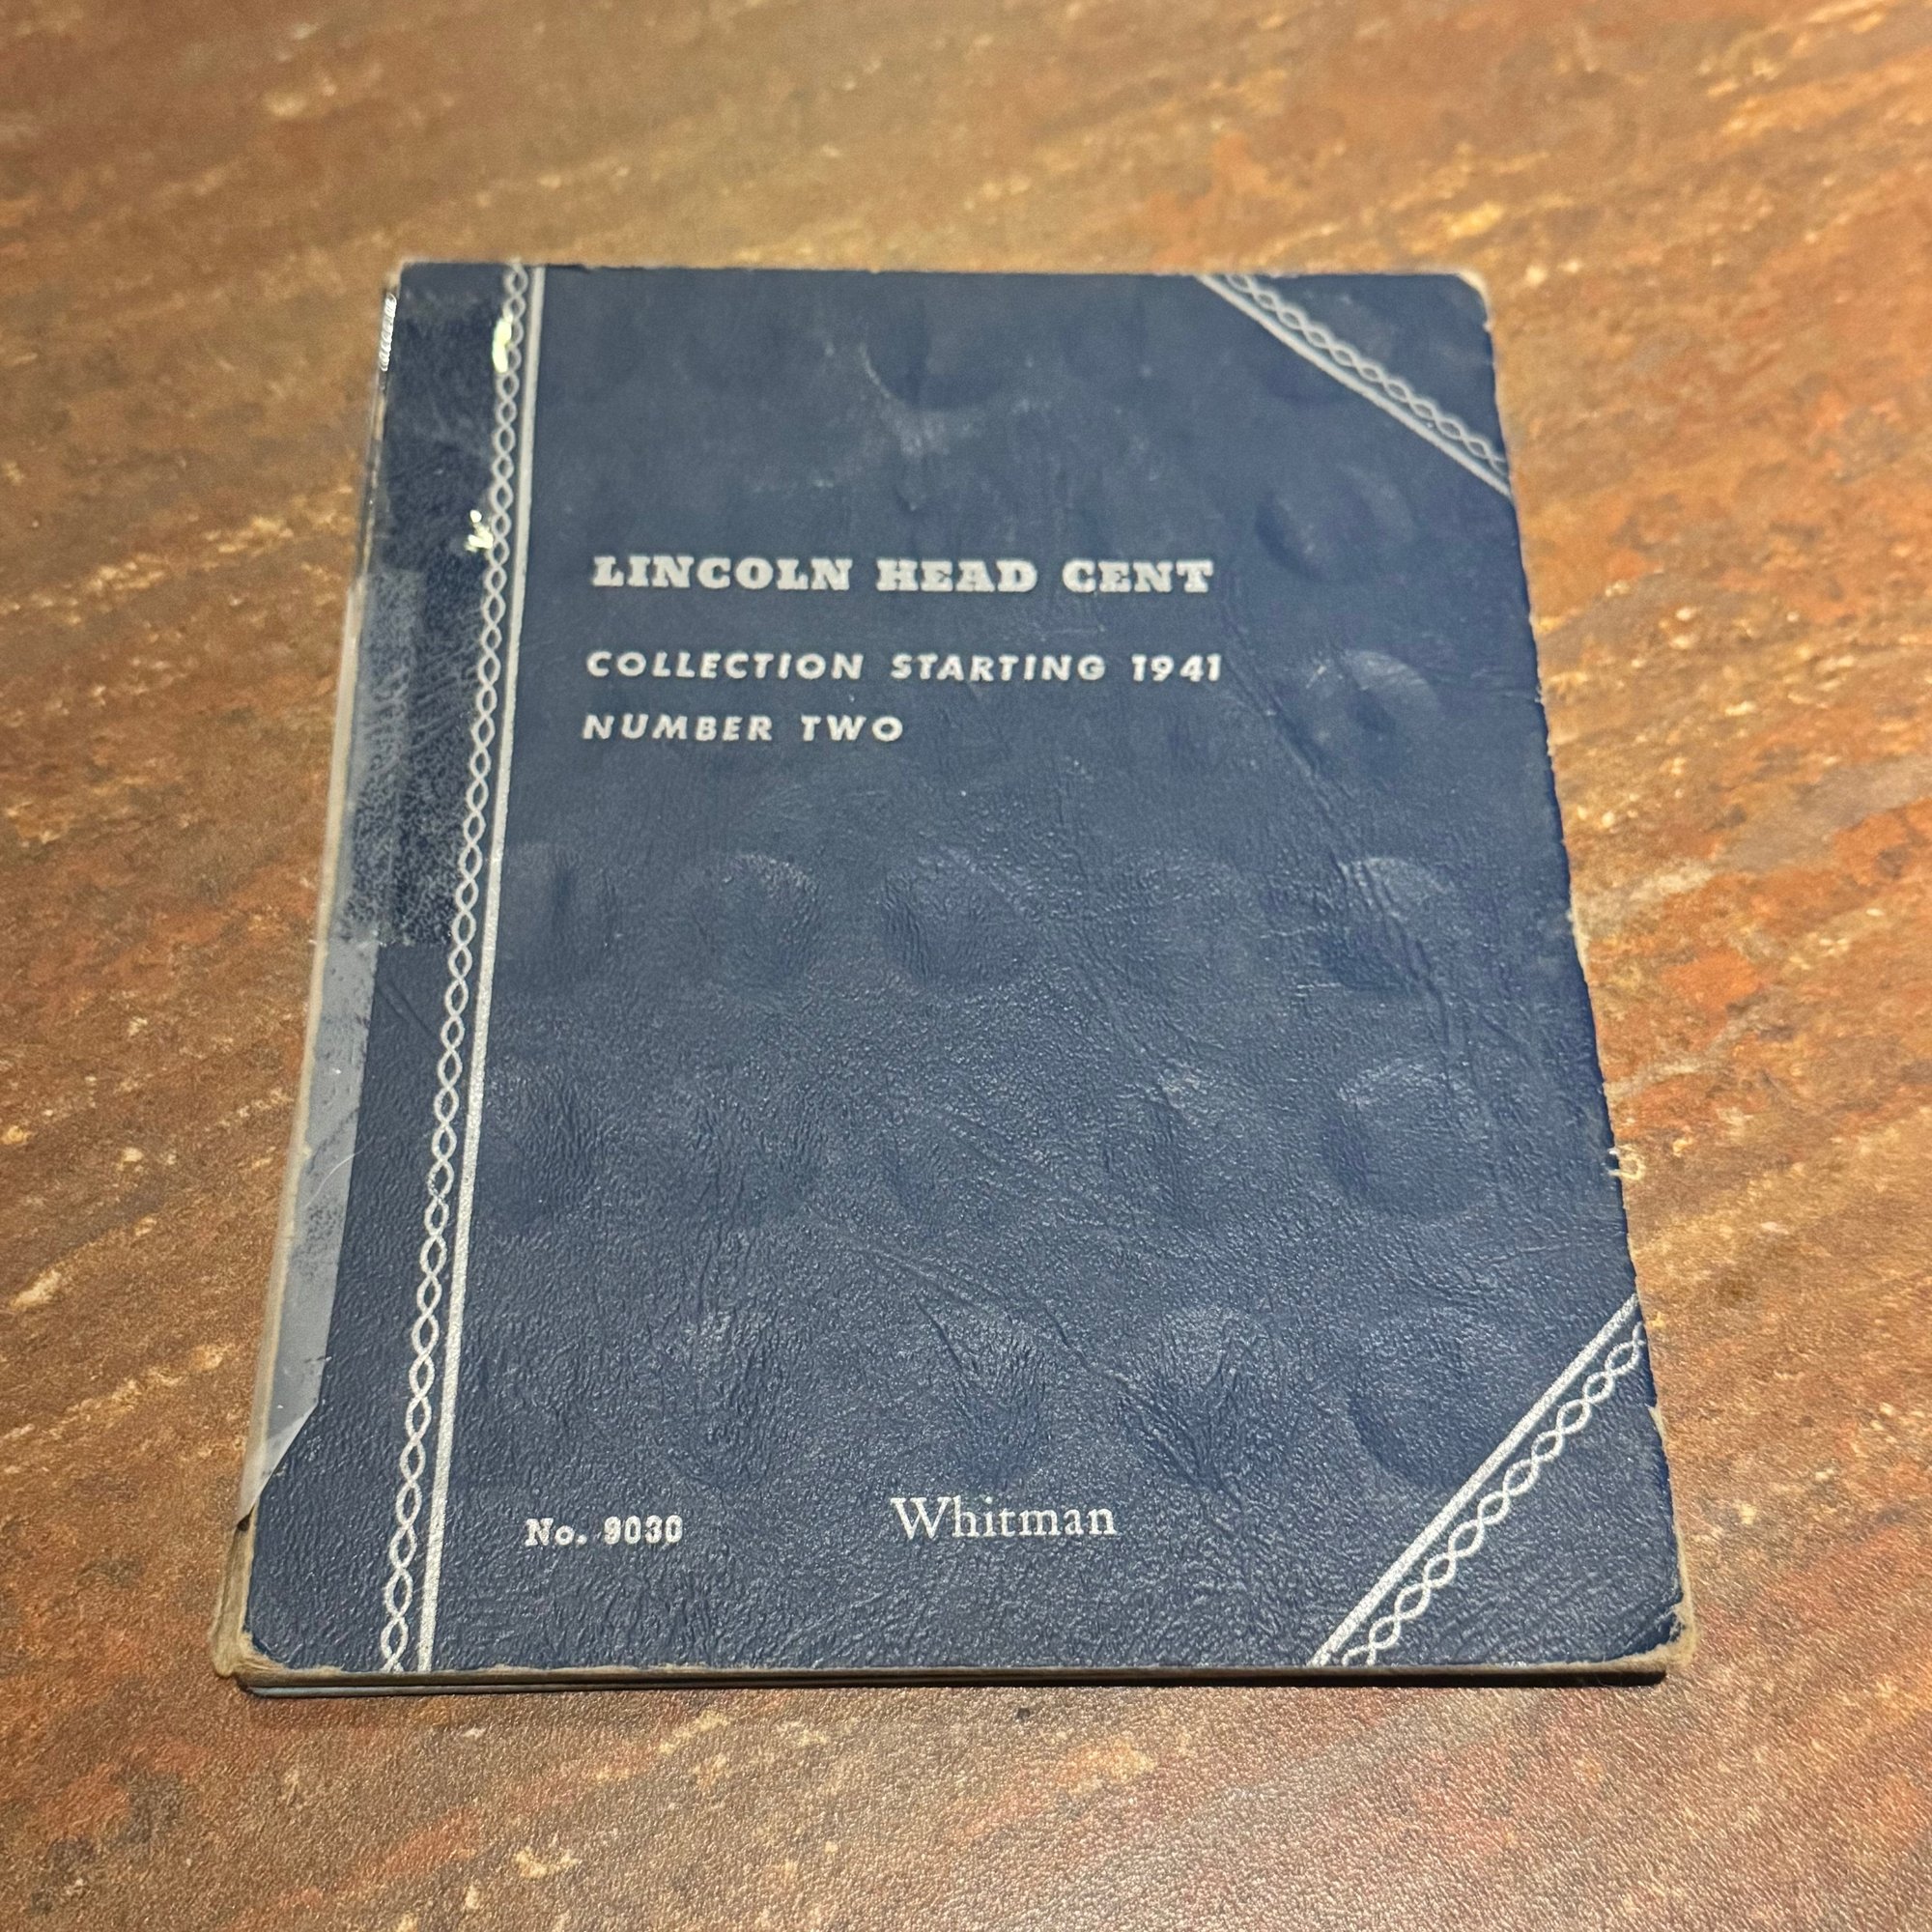 LINCOLN HEAD CENT
COLLECTION STARTING 1941
NUMBER TWO
No. 9030
Whitman